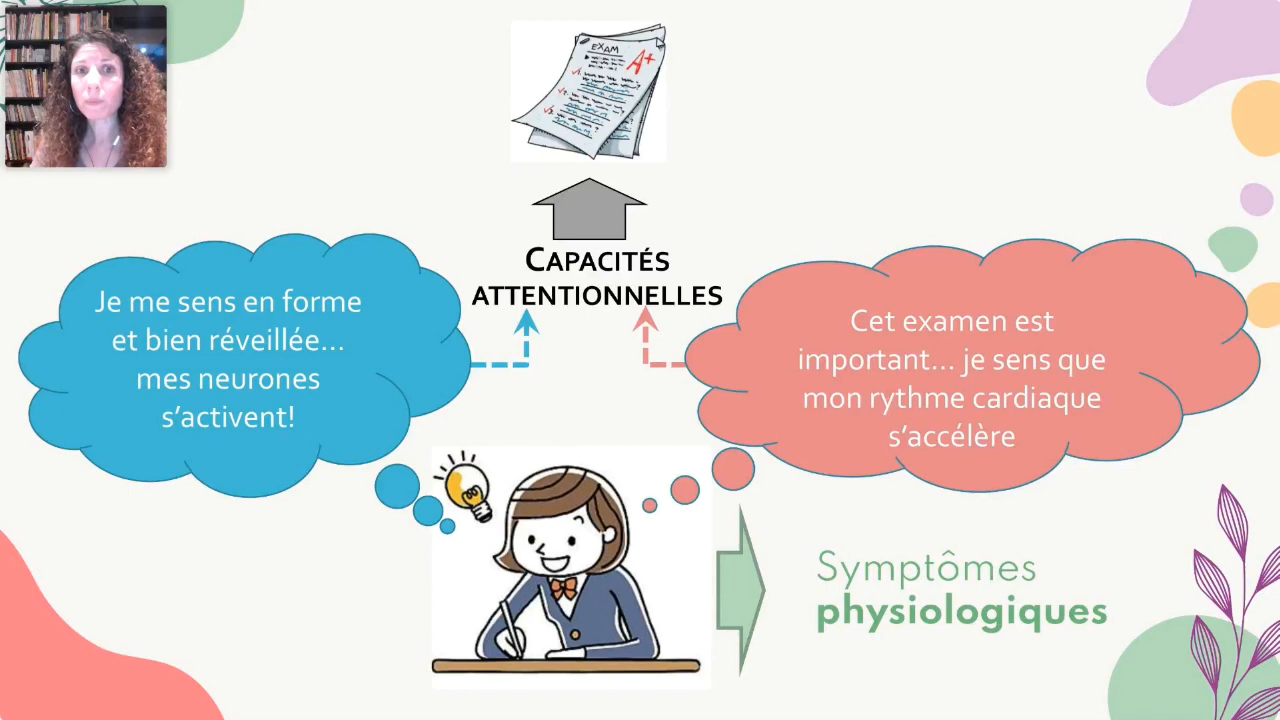 EXAM
A+
CAPACITÉS
ATTENTIONNELLES
Je me sens en forme
et bien réveillée...
mes neurones
s'activent!
Cet examen est
important... je sens que
mon rythme cardiaque
s'accélère
Symptômes
physiologiques